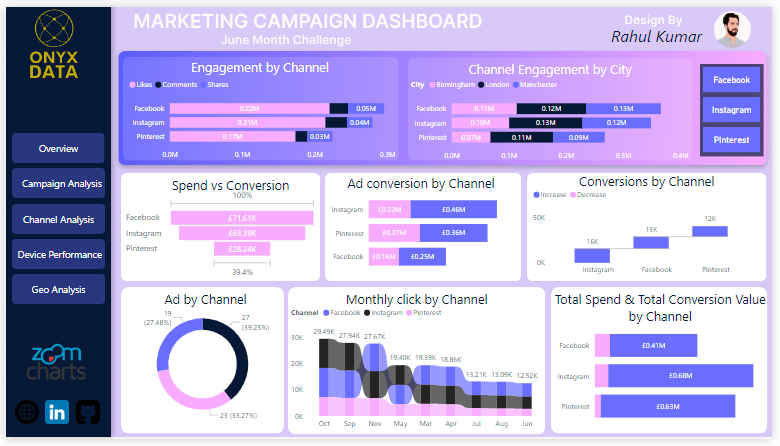 MARKETING CAMPAIGN DASHBOARD
June Month Challenge
Design By
Rahul Kumar
ONYX
DATA
Overview
Campaign Analysis
Channel Analysis
Device Performance
Geo Analysis
zoom
charts
in
Engagement by Channel
Likes Comments Shares
Facebook 0.22M 0.05M
Instagram 0.21M 0.04M
Pinterest 0.17M 0.03M
0.0M 0.1M 0.2M 0.3M
Channel Engagement by City
City Birmingham London Manchester
Facebook 0.11M 0.12M 0.13M
Instagram 0.10M 0.13M 0.12M
Pinterest 0.07M 0.11M 0.09M
0.0M 0.1M 0.2M 0.3M 0.4M
Facebook
Instagram
Pinterest
Spend vs Conversion
100%
Facebook £71.61K
Instagram £63.39K
Pinterest £28.24K
39.4%
Ad conversion by Channel
Instagram £0.22M £0.46M
Pinterest £0.27M £0.36M
Facebook £0.16M £0.25M
Conversions by Channel
Increase Decrease
50K
0K
16K 13K 12K
Instagram Facebook Pinterest
Ad by Channel
19
(27.48%)
27
(39.25%)
23 (33.27%)
Monthly click by Channel
Channel Facebook Instagram Pinterest
29.49K 27.94K 27.67K 19.40K 19.39K 18.86K 13.21K 13.09K 12.52K
30K
20K
10K
0K
Oct Sep Nov May Mar Apr Jul Aug Jun
Total Spend & Total Conversion Value
by Channel
Facebook £0.41M
Instagram £0.68M
Pinterest £0.63M